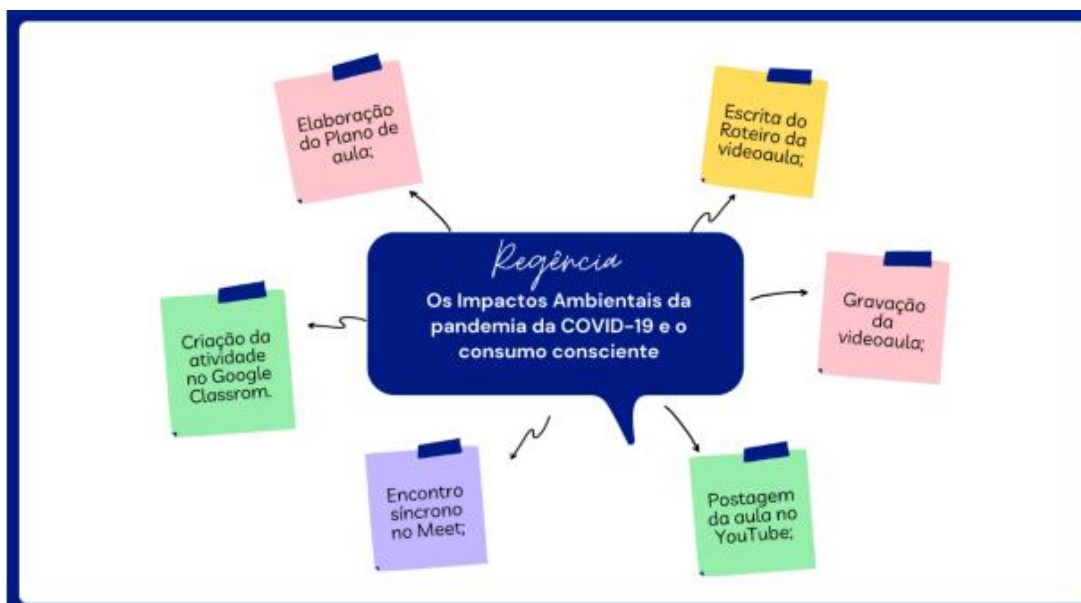 Elaboração
do Plano de
aula;
Escrita do
Roteiro da
videoaula;
Regência
Os Impactos Ambientais da
pandemia da COVID-19 e o
consumo consciente
Gravação
da
videoaula;
Criação da
atividade
no Google
Classrom.
Encontro
síncrono
no Meet;
Postagem
da aula no
YouTube;